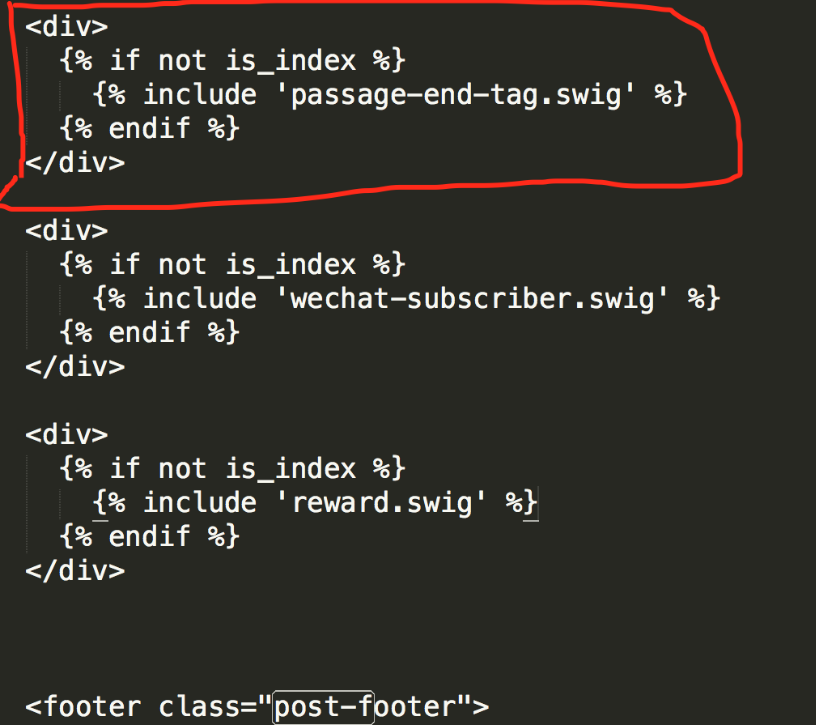 <div>
  {% if not is_index %}
    {% include 'passage-end-tag.swig' %}
  {% endif %}
</div>
<div>
  {% if not is_index %}
    {% include 'wechat-subscriber.swig' %}
  {% endif %}
</div>
<div>
  {% if not is_index %}
    {% include 'reward.swig' %}
  {% endif %}
</div>
<footer class="post-footer">